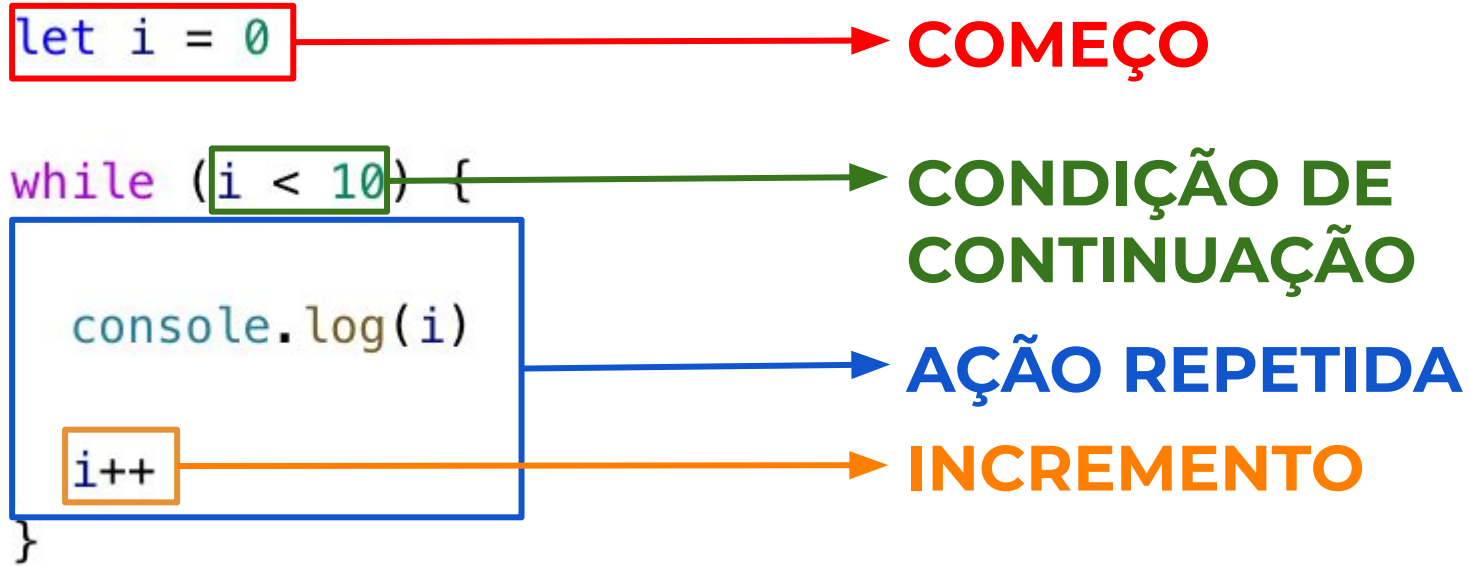 let i = 0
COMEÇO
while (i < 10) {
CONDIÇÃO DE
CONTINUAÇÃO
console.log(i)
AÇÃO REPETIDA
i++
INCREMENTO
}